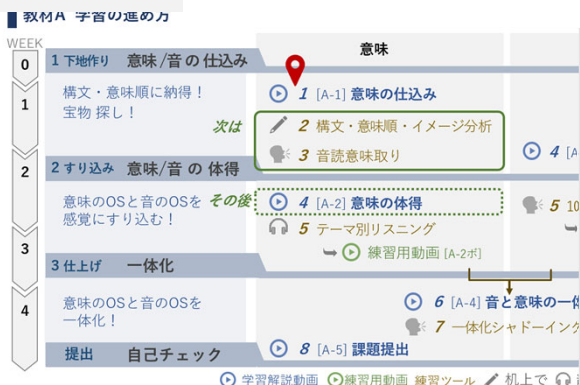 教材A 学習の進め方
WEEK
0
1 下地作り 意味/音 の 仕込み
意味
1
構文・意味順に納得！
宝物 探し！
1 [A-1] 意味の仕込み
次は
2 構文・意味順・イメージ分析
3 音読意味取り
4 [A
2
2 すり込み 意味/音 の 体得
意味のOSと音のOSを
感覚にすり込む！
その後
4 [A-2] 意味の体得
5 テーマ別リスニング
練習用動画 [A-2ポ]
5 10
3
3 仕上げ 一体化
4
意味のOSと音のOSを
一体化！
6 [A-4] 音と意味の一
7 一体化シャドーイン
提出 自己チェック
8 [A-5] 課題提出
学習解説動画 練習用動画 練習ツール 机上で